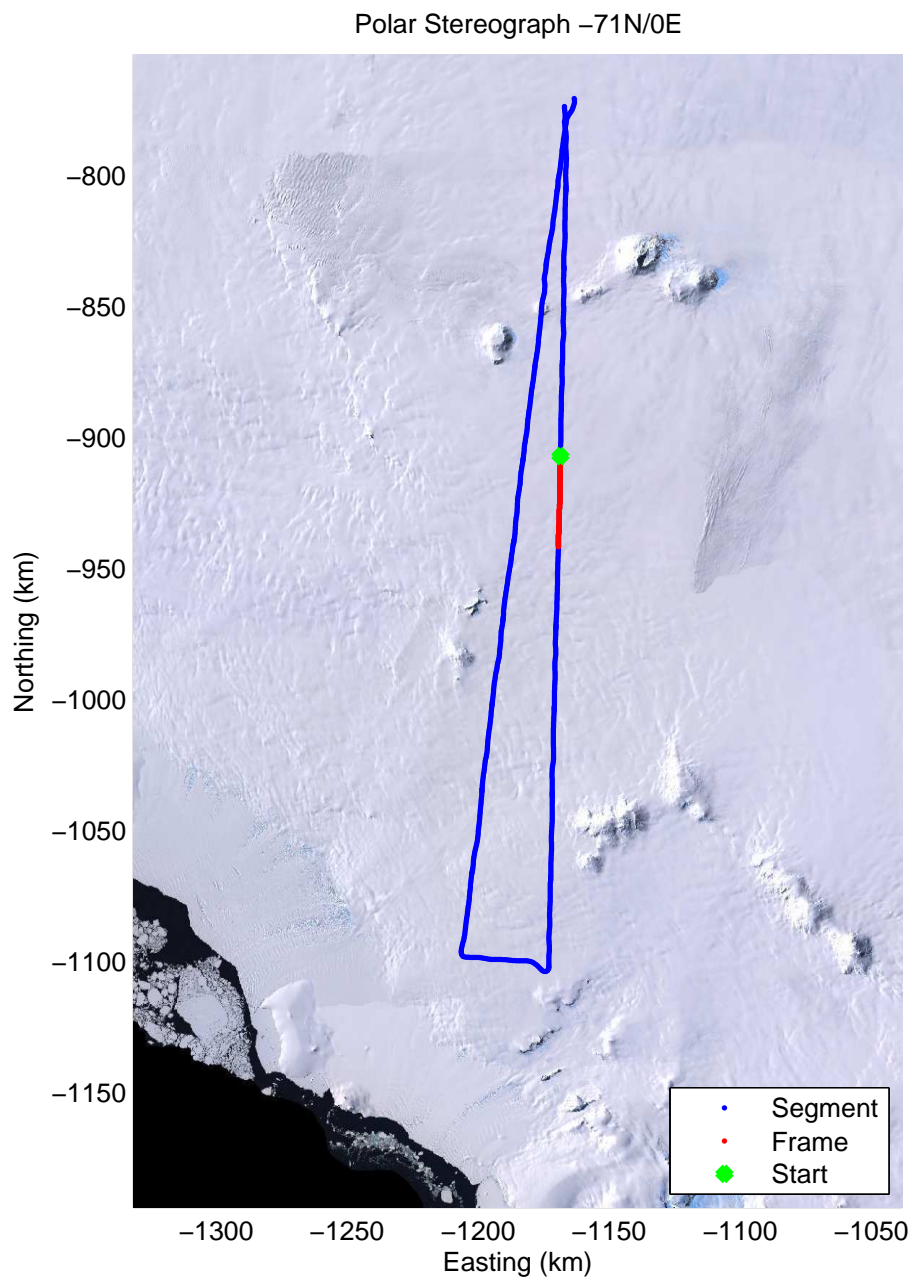 Polar Stereograph −71N/0E
−800
−850
−900
−950
−1000
−1050
−1100
−1150
Northing (km)
Segment
Frame
Start
−1300 −1250 −1200 −1150 −1100 −1050
Easting (km)